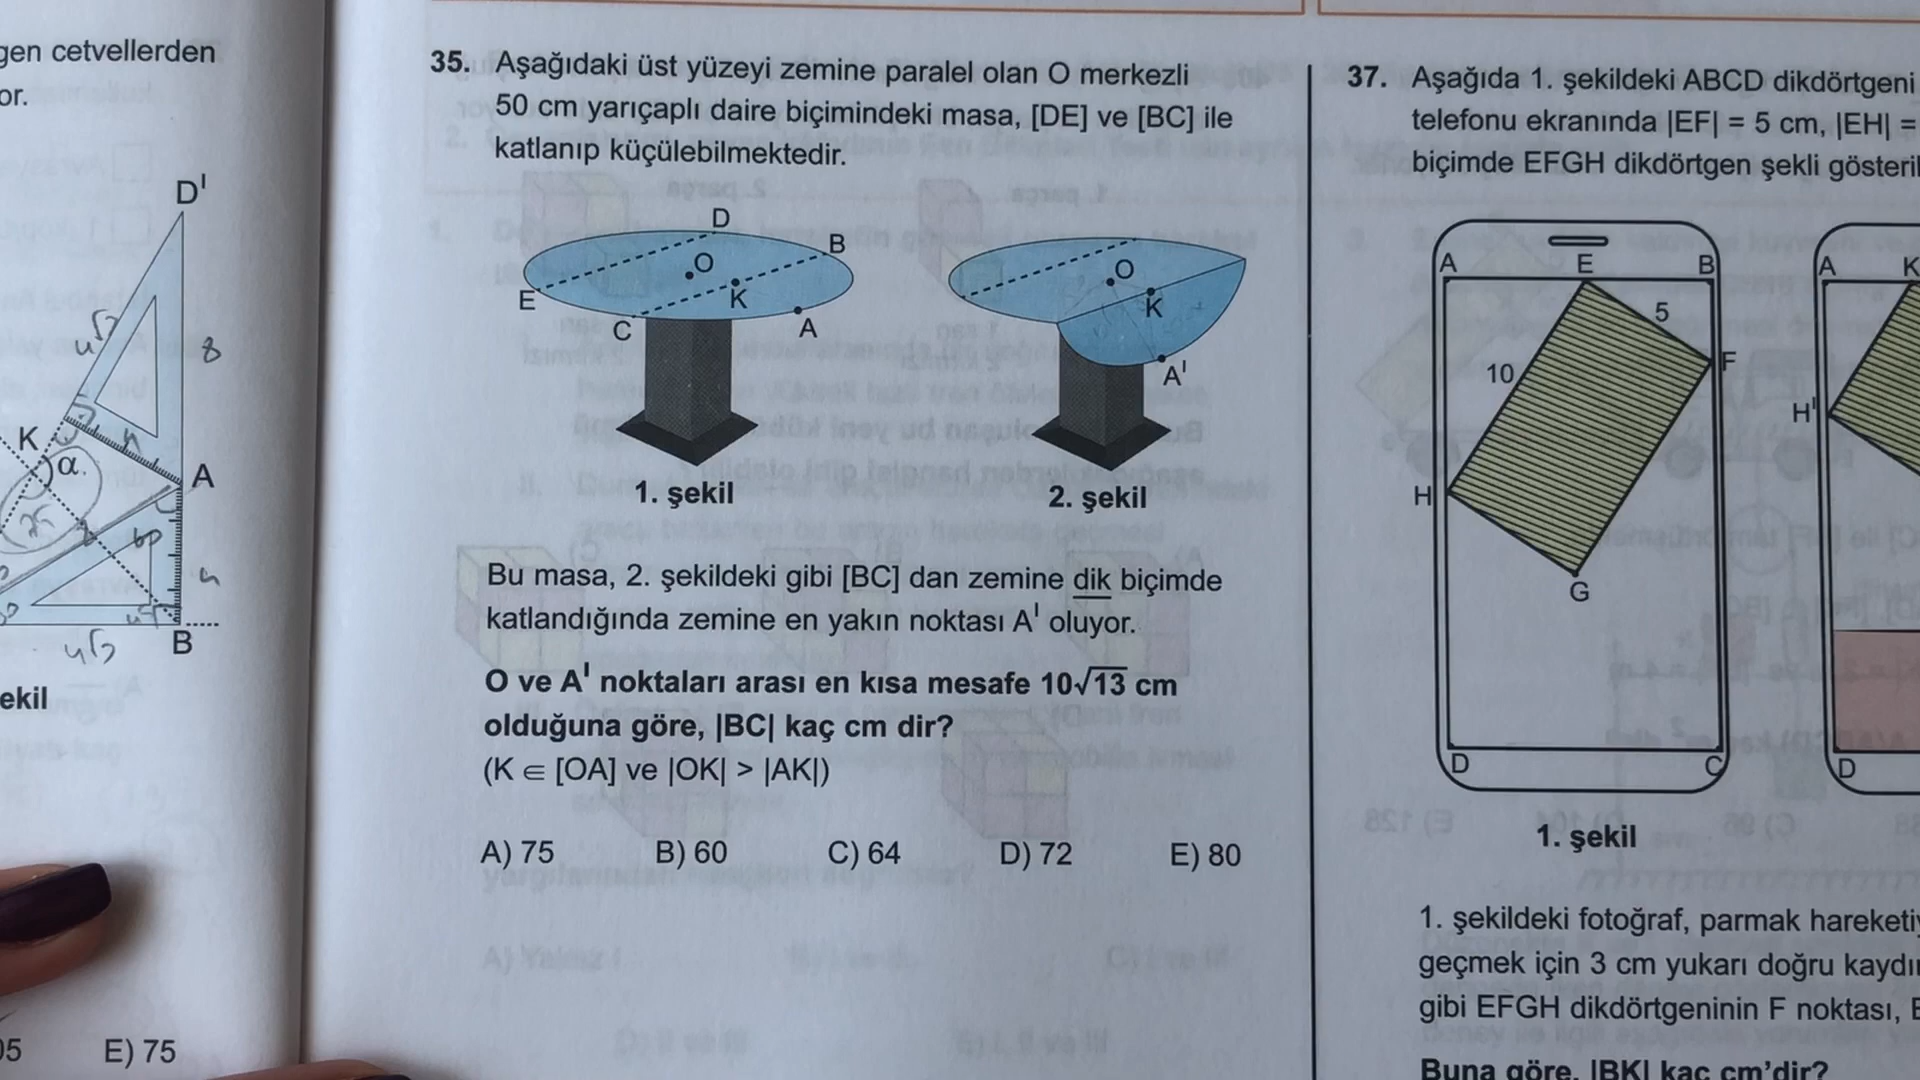 gen cetvellerden
or.
D'
8
K
α
A
B
ekil
05
E) 75
35. Aşağıdaki üst yüzeyi zemine paralel olan O merkezli
50 cm yarıçaplı daire biçimindeki masa, [DE] ve [BC] ile
katlanıp küçülebilmektedir.
D
B
O
E
K
C
A
O
K
A'
1. şekil
2. şekil
Bu masa, 2. şekildeki gibi [BC] dan zemine dik biçimde
katlandığında zemine en yakın noktası A' oluyor.
O ve A' noktaları arası en kısa mesafe 10√13 cm
olduğuna göre, |BC| kaç cm dir?
(K ∈ [OA] ve |OK| > |AK|)
A) 75
B) 60
C) 64
D) 72
E) 80
37. Aşağıda 1. şekildeki ABCD dikdörtgeni
telefonu ekranında |EF| = 5 cm, |EH| =
biçimde EFGH dikdörtgen şekli gösteril
A
E
B
5
F
10
H
G
D
C
A
K
H'
D
1. şekil
1. şekildeki fotoğraf, parmak hareketiy
geçmek için 3 cm yukarı doğru kaydı
gibi EFGH dikdörtgeninin F noktası, E
Buna göre, |BK| kaç cm'dir?